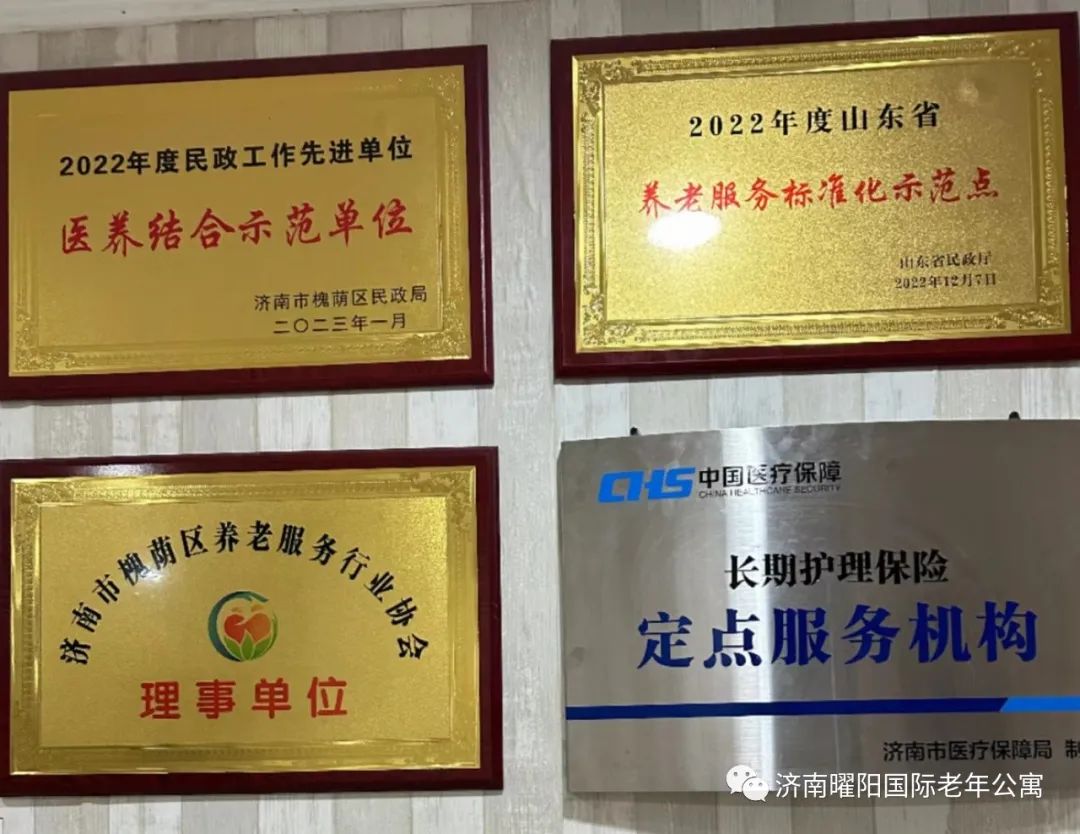 2022年度民政工作先进单位
医养结合示范单位
济南市槐荫区民政局
二〇二三年一月
2022年度山东省
养老服务标准化示范点
山东省民政厅
2022年12月7日
济南市槐荫区养老服务行业协会
理事单位
CHS 中国医疗保障
CHINA HEALTHCARE SECURITY
长期护理保险
定点服务机构
济南市医疗保障局 制
济南曜阳国际老年公寓